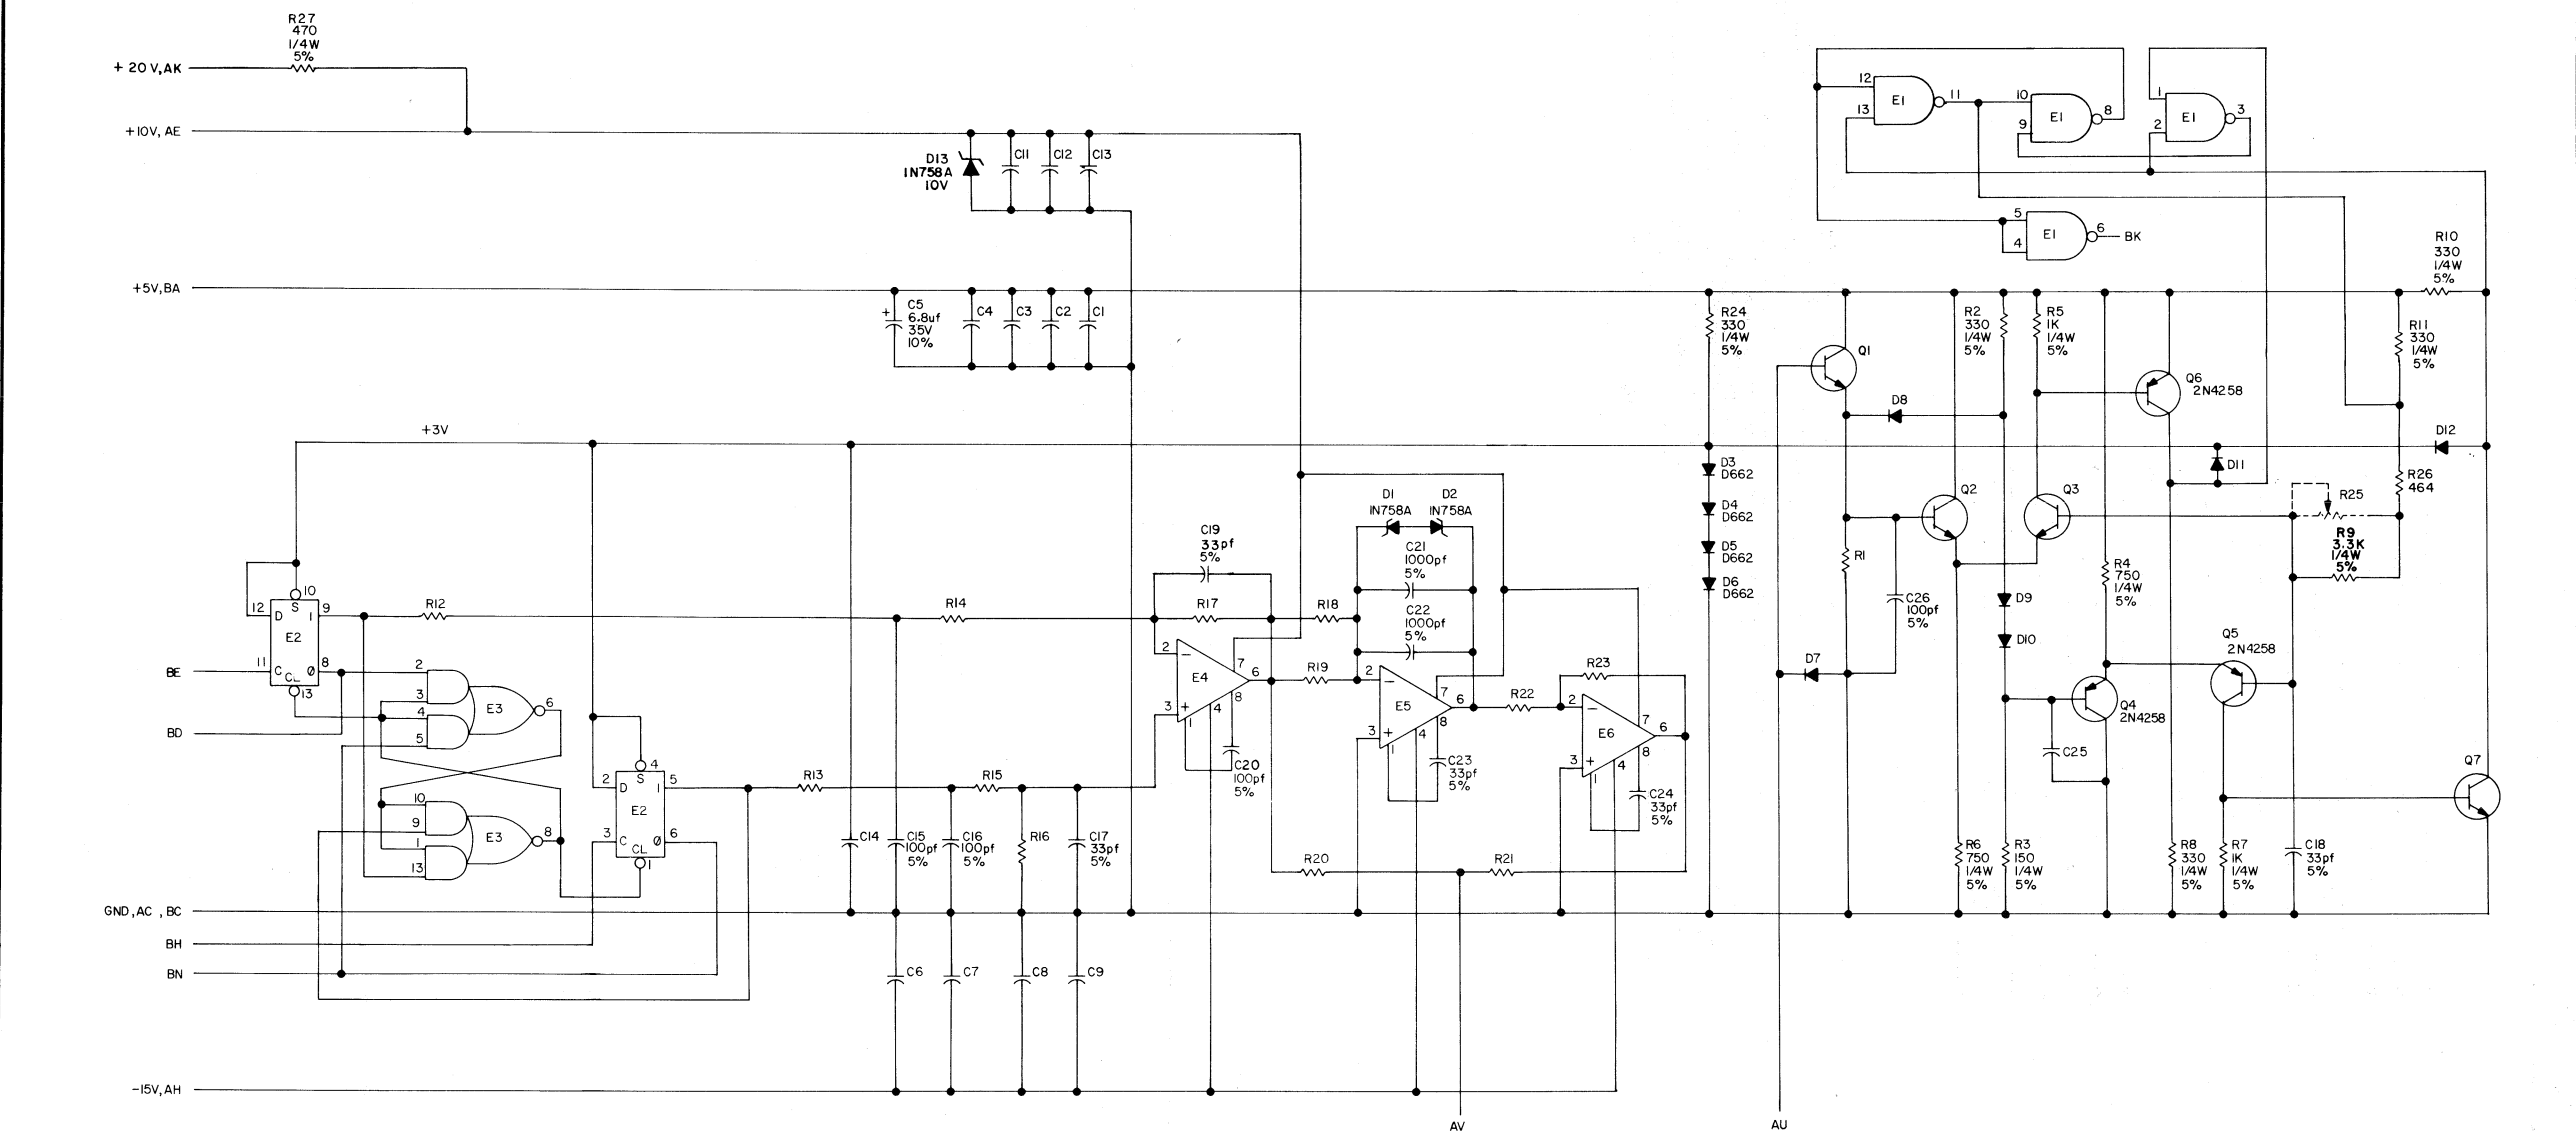 R27
470
1/4W
5%
+ 20 V, AK
+10V, AE
D13
1N758A
10V
C11
C12
C13
+5V, BA
+
C5
6.8uf
35V
10%
C4
C3
C2
C1
12
13
E1
11
10
9
E1
8
1
2
E1
3
5
4
E1
6
BK
R10
330
1/4W
5%
R24
330
1/4W
5%
Q1
R2
330
1/4W
5%
R5
1K
1/4W
5%
Q6
2N4258
R11
330
1/4W
5%
D8
+3V
D12
D11
R26
464
R25
R9
3.3K
1/4W
5%
D3
D662
D4
D662
D5
D662
D6
D662
Q2
Q3
R1
C26
100pf
5%
R4
750
1/4W
5%
D9
D10
D7
Q5
2N4258
Q4
2N4258
C25
Q7
D1
1N758A
D2
1N758A
C21
1000pf
5%
C22
1000pf
5%
C19
33pf
5%
R12
R14
R17
R18
10
12
D
S
1
9
E2
11
C
CL
0
8
13
BE
BD
2
3
4
5
E3
6
10
9
1
13
E3
8
4
2
D
S
1
5
E2
3
C
CL
0
6
1
R13
R15
2
−
E4
7
6
3
+
1
4
8
C20
100pf
5%
R19
2
−
E5
7
6
3
+
1
4
8
C23
33pf
5%
R22
R23
2
−
E6
7
6
3
+
1
4
8
C24
33pf
5%
C14
C15
100pf
5%
C16
100pf
5%
R16
C17
33pf
5%
R20
R21
R6
750
1/4W
5%
R3
150
1/4W
5%
R8
330
1/4W
5%
R7
1K
1/4W
5%
C18
33pf
5%
GND, AC , BC
BH
BN
C6
C7
C8
C9
-15V, AH
AV
AU